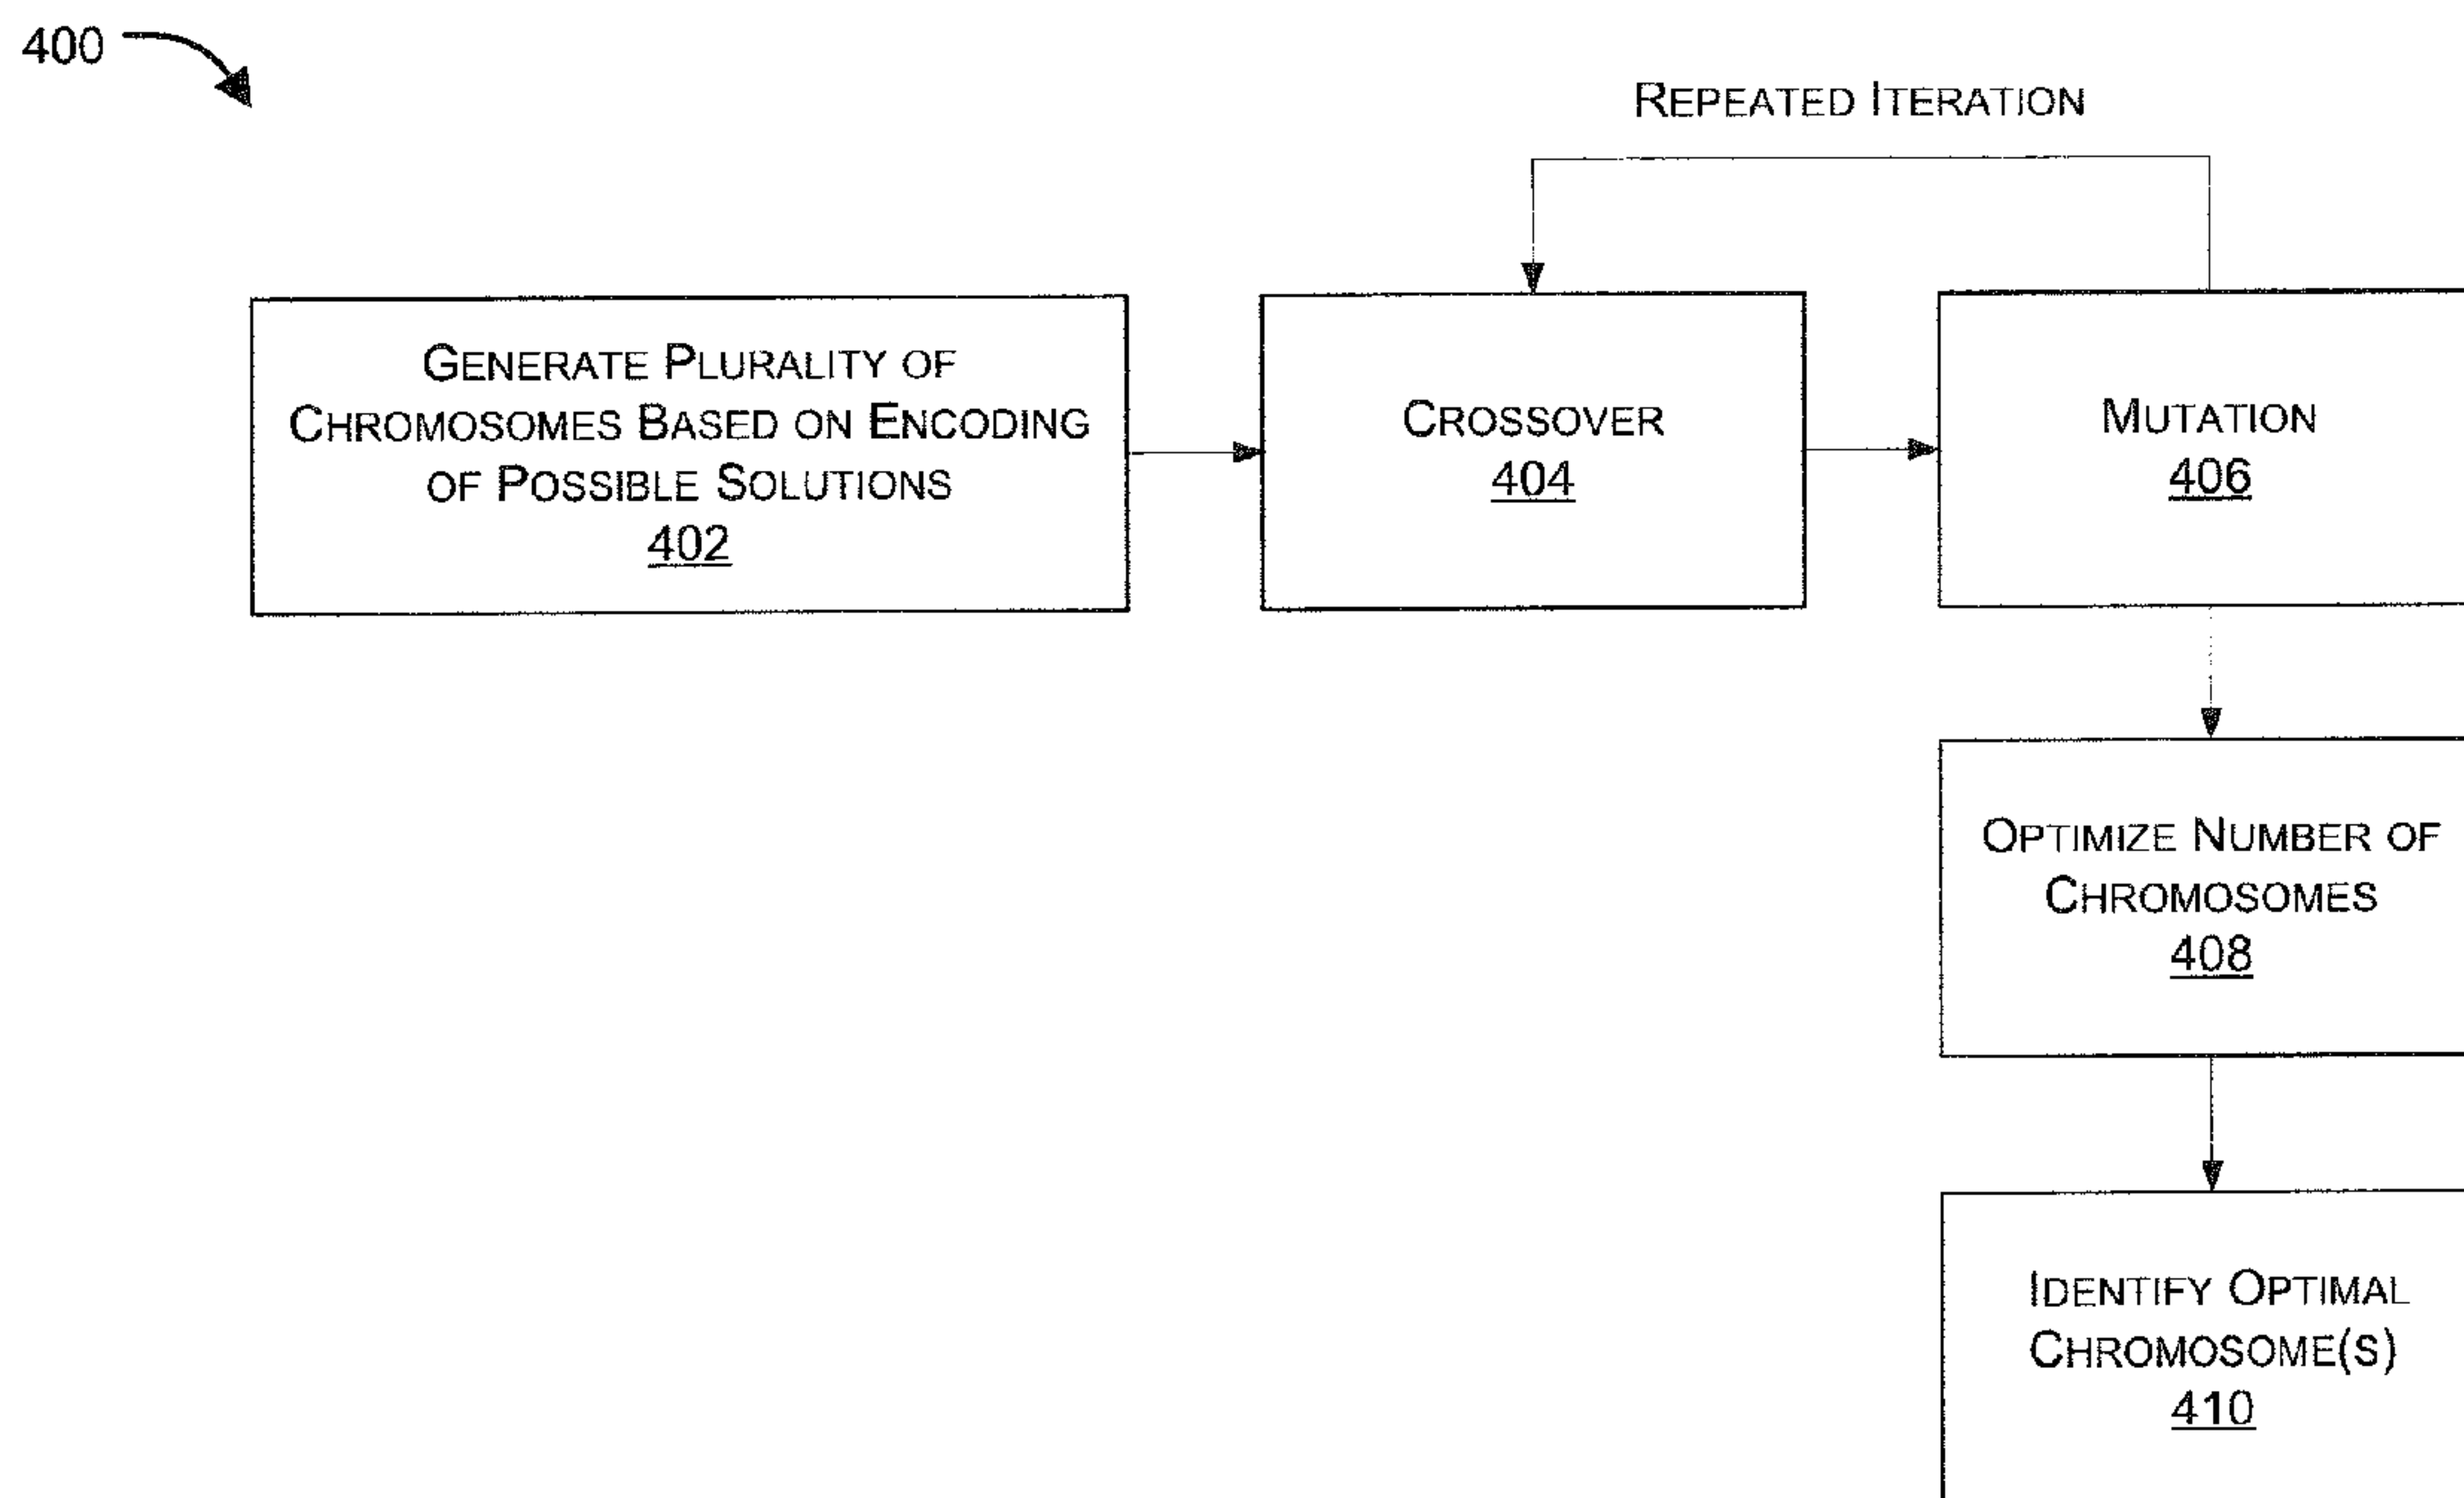 400
REPEATED ITERATION
GENERATE PLURALITY OF
CHROMOSOMES BASED ON ENCODING
OF POSSIBLE SOLUTIONS
402
CROSSOVER
404
MUTATION
406
OPTIMIZE NUMBER OF
CHROMOSOMES
408
IDENTIFY OPTIMAL
CHROMOSOME(S)
410